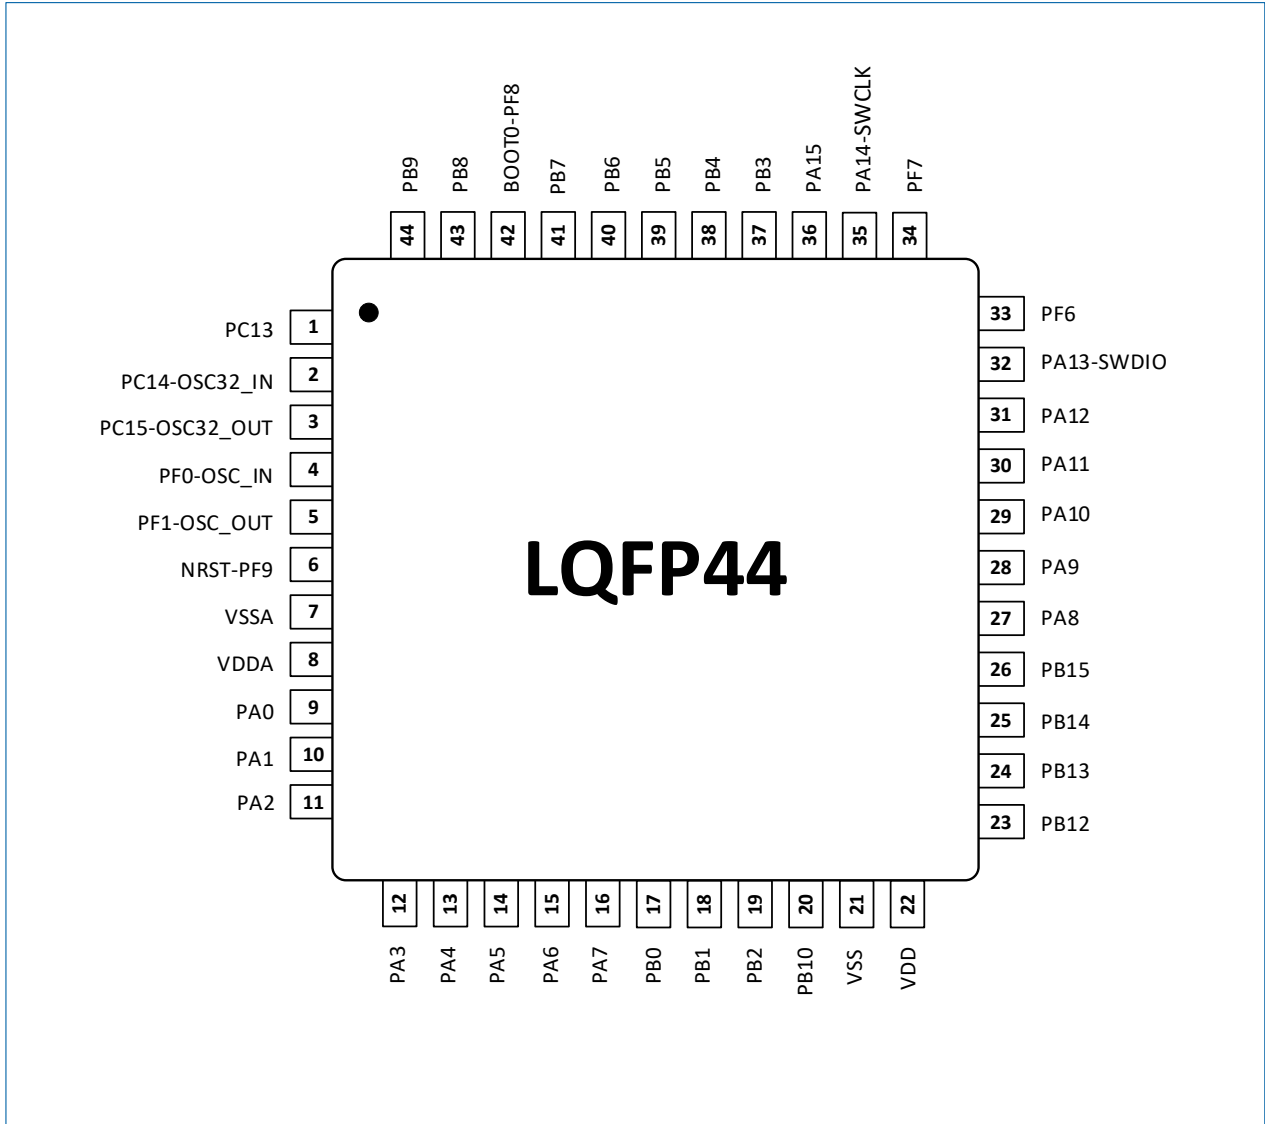 PB9
PB8
BOOT0-PF8
PB7
PB6
PB5
PB4
PB3
PA15
PA14-SWCLK
PF7
44
43
42
41
40
39
38
37
36
35
34
PC13 1
PC14-OSC32_IN 2
PC15-OSC32_OUT 3
PF0-OSC_IN 4
PF1-OSC_OUT 5
NRST-PF9 6
VSSA 7
VDDA 8
PA0 9
PA1 10
PA2 11
LQFP44
33 PF6
32 PA13-SWDIO
31 PA12
30 PA11
29 PA10
28 PA9
27 PA8
26 PB15
25 PB14
24 PB13
23 PB12
12
13
14
15
16
17
18
19
20
21
22
PA3
PA4
PA5
PA6
PA7
PB0
PB1
PB2
PB10
VSS
VDD